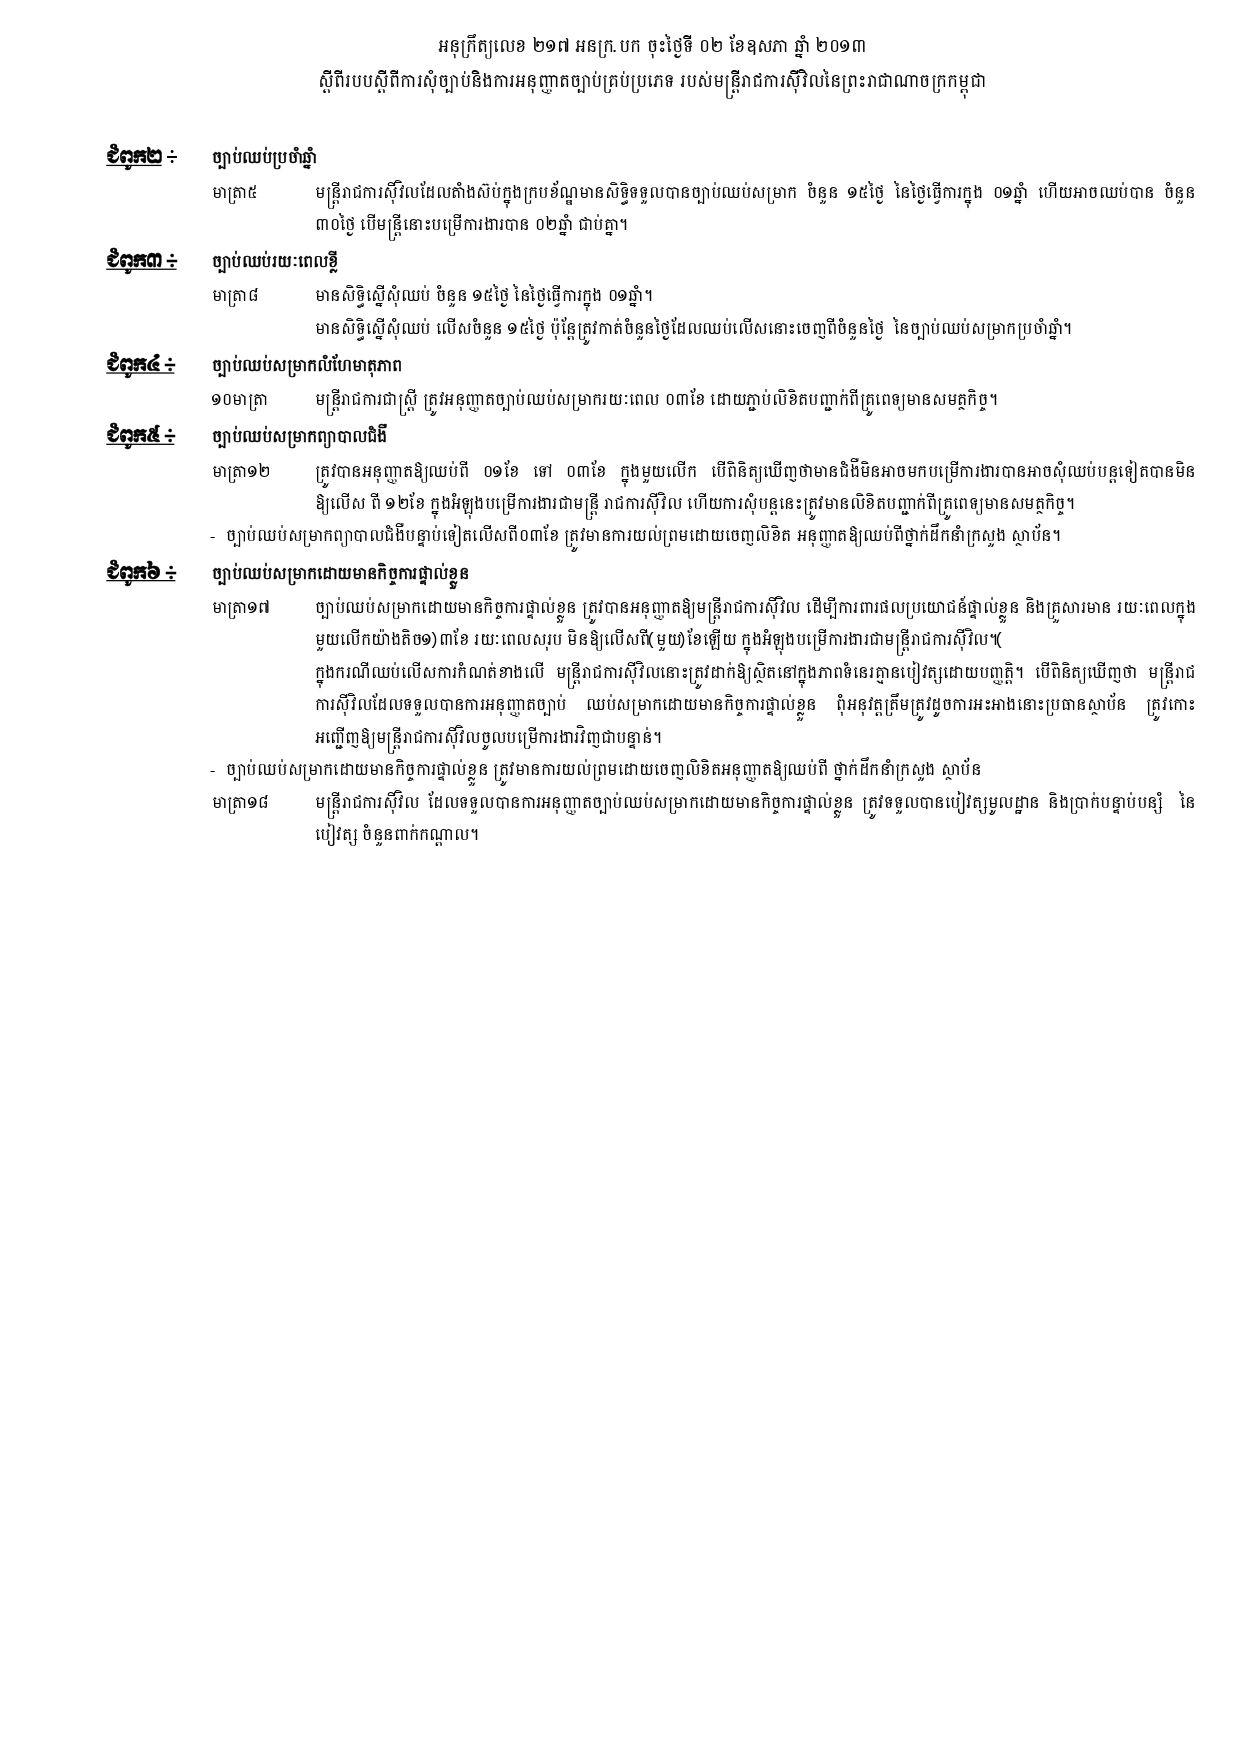 អនុក្រឹត្យលេខ ២១៧ អនក្រ.បក ចុះថ្ងៃទី ០២ ខែឧសភា ឆ្នាំ ២០១៣
ស្ដីពីរបបស្ដីពីការសុំច្បាប់និងការអនុញ្ញាតច្បាប់គ្រប់ប្រភេទ របស់មន្ត្រីរាជការស៊ីវិលនៃព្រះរាជាណាចក្រកម្ពុជា
ជំពូក២ ÷ ច្បាប់ឈប់ប្រចាំឆ្នាំ
មាត្រា៥ មន្ត្រីរាជការស៊ីវិលដែលតាំងស៊ប់ក្នុងក្របខ័ណ្ឌមានសិទ្ធិទទួលបានច្បាប់ឈប់សម្រាក ចំនួន ១៥ថ្ងៃ នៃថ្ងៃធ្វើការក្នុង ០១ឆ្នាំ ហើយអាចឈប់បាន ចំនួន
៣០ថ្ងៃ បើមន្ត្រីនោះបម្រើការងារបាន ០២ឆ្នាំ ជាប់គ្នា។
ជំពូក៣ ÷ ច្បាប់ឈប់រយៈពេលខ្លី
មាត្រា៨ មានសិទ្ធិស្នើសុំឈប់ ចំនួន ១៥ថ្ងៃ នៃថ្ងៃធ្វើការក្នុង ០១ឆ្នាំ។
មានសិទ្ធិស្នើសុំឈប់ លើសចំនួន ១៥ថ្ងៃ ប៉ុន្តែត្រូវកាត់ចំនួនថ្ងៃដែលឈប់លើសនោះចេញពីចំនួនថ្ងៃ នៃច្បាប់ឈប់សម្រាកប្រចាំឆ្នាំ។
ជំពូក៤ ÷ ច្បាប់ឈប់សម្រាកលំហែមាតុភាព
១០មាត្រា មន្ត្រីរាជការជាស្ត្រី ត្រូវអនុញ្ញាតច្បាប់ឈប់សម្រាករយៈពេល ០៣ខែ ដោយភ្ជាប់លិខិតបញ្ជាក់ពីគ្រូពេទ្យមានសមត្ថកិច្ច។
ជំពូក៥ ÷ ច្បាប់ឈប់សម្រាកព្យាបាលជំងឺ
មាត្រា១២ ត្រូវបានអនុញ្ញាតឱ្យឈប់ពី ០១ខែ ទៅ ០៣ខែ ក្នុងមួយលើក បើពិនិត្យឃើញថាមានជំងឺមិនអាចមកបម្រើការងារបានអាចសុំឈប់បន្តទៀតបានមិន
ឱ្យលើស ពី ១២ខែ ក្នុងអំឡុងបម្រើការងារជាមន្ត្រី រាជការស៊ីវិល ហើយការសុំបន្តនេះត្រូវមានលិខិតបញ្ជាក់ពីគ្រូពេទ្យមានសមត្ថកិច្ច។
- ច្បាប់ឈប់សម្រាកព្យាបាលជំងឺបន្ទាប់ទៀតលើសពី០៣ខែ ត្រូវមានការយល់ព្រមដោយចេញលិខិត អនុញ្ញាតឱ្យឈប់ពីថ្នាក់ដឹកនាំក្រសួង ស្ថាប័ន។
ជំពូក៦ ÷ ច្បាប់ឈប់សម្រាកដោយមានកិច្ចការផ្ទាល់ខ្លួន
មាត្រា១៧ ច្បាប់ឈប់សម្រាកដោយមានកិច្ចការផ្ទាល់ខ្លួន ត្រូវបានអនុញ្ញាតឱ្យមន្ត្រីរាជការស៊ីវិល ដើម្បីការពារផលប្រយោជន៍ផ្ទាល់ខ្លួន និងគ្រួសារមាន រយៈពេលក្នុង
មួយលើកយ៉ាងតិច១) ៣ខែ រយៈពេលសរុប មិនឱ្យលើសពី(មួយ)ខែឡើយ ក្នុងអំឡុងបម្រើការងារជាមន្ត្រីរាជការស៊ីវិល។(
ក្នុងករណីឈប់លើសការកំណត់ខាងលើ មន្ត្រីរាជការស៊ីវិលនោះត្រូវដាក់ឱ្យស្ថិតនៅក្នុងភាពទំនេរគ្មានបៀវត្សដោយបញ្ញត្តិ។ បើពិនិត្យឃើញថា មន្ត្រីរាជ
ការស៊ីវិលដែលទទួលបានការអនុញ្ញាតច្បាប់ ឈប់សម្រាកដោយមានកិច្ចការផ្ទាល់ខ្លួន ពុំអនុវត្តត្រឹមត្រូវដូចការអះអាងនោះប្រធានស្ថាប័ន ត្រូវកោះ
អញ្ជើញឱ្យមន្ត្រីរាជការស៊ីវិលចូលបម្រើការងារវិញជាបន្ទាន់។
- ច្បាប់ឈប់សម្រាកដោយមានកិច្ចការផ្ទាល់ខ្លួន ត្រូវមានការយល់ព្រមដោយចេញលិខិតអនុញ្ញាតឱ្យឈប់ពី ថ្នាក់ដឹកនាំក្រសួង ស្ថាប័ន
មាត្រា១៨ មន្ត្រីរាជការស៊ីវិល ដែលទទួលបានការអនុញ្ញាតច្បាប់ឈប់សម្រាកដោយមានកិច្ចការផ្ទាល់ខ្លួន ត្រូវទទួលបានបៀវត្សមូលដ្ឋាន និងប្រាក់បន្ទាប់បន្សំ នៃ
បៀវត្ស ចំនួនពាក់កណ្ដាល។